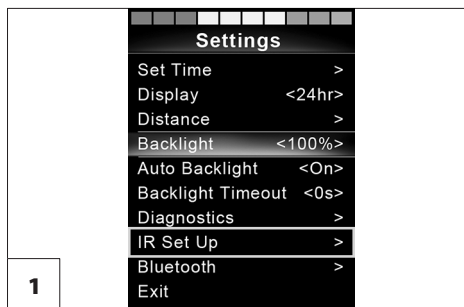 Settings
Set Time >
Display <24hr>
Distance >
Backlight <100%>
Auto Backlight <On>
Backlight Timeout <0s>
Diagnostics >
IR Set Up >
Bluetooth >
Exit
1